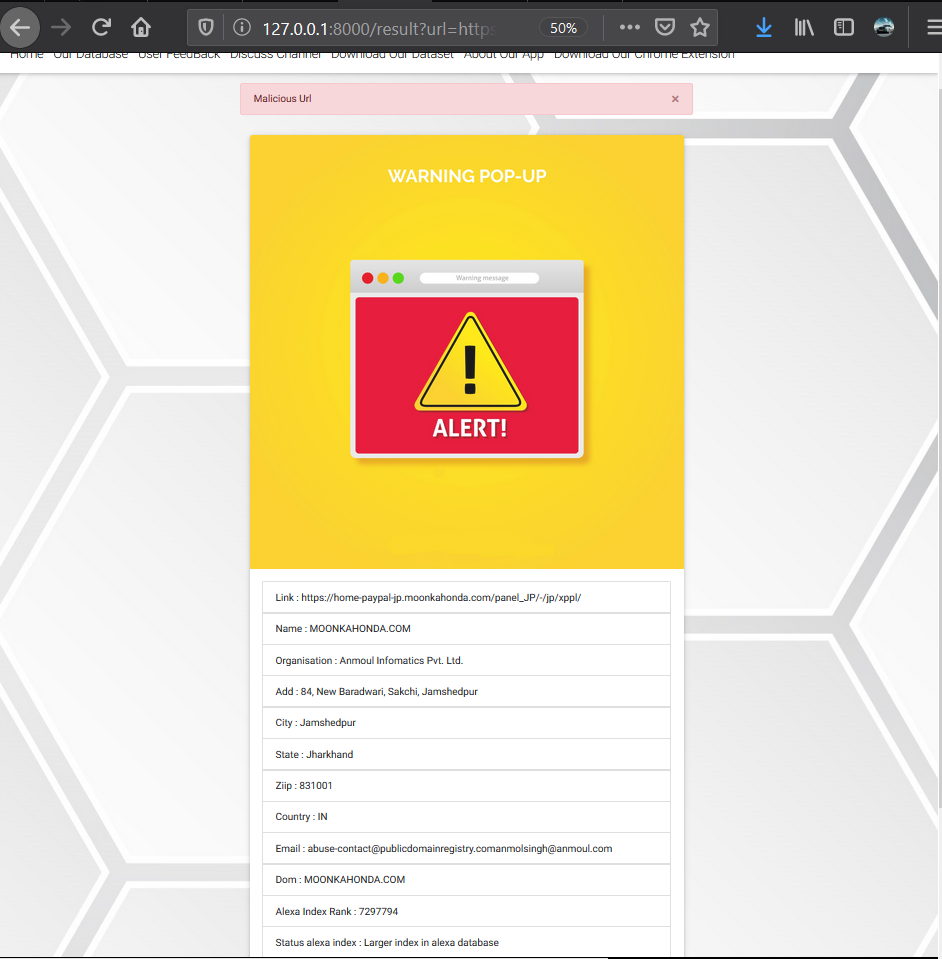 127.0.0.1:8000/result?url=https
50%
Home Our Database User FeedBack Discuss Channel Download Our Dataset About Our App Download Our Chrome Extension
Malicious Url ×
WARNING POP-UP
Warning message
!
ALERT!
Link : https://home-paypal-jp.moonkahonda.com/panel_JP/-/jp/xppl/
Name : MOONKAHONDA.COM
Organisation : Anmoul Infomatics Pvt. Ltd.
Add : 84, New Baradwari, Sakchi, Jamshedpur
City : Jamshedpur
State : Jharkhand
Ziip : 831001
Country : IN
Email : abuse-contact@publicdomainregistry.comanmolsingh@anmoul.com
Dom : MOONKAHONDA.COM
Alexa Index Rank : 7297794
Status alexa index : Larger index in alexa database